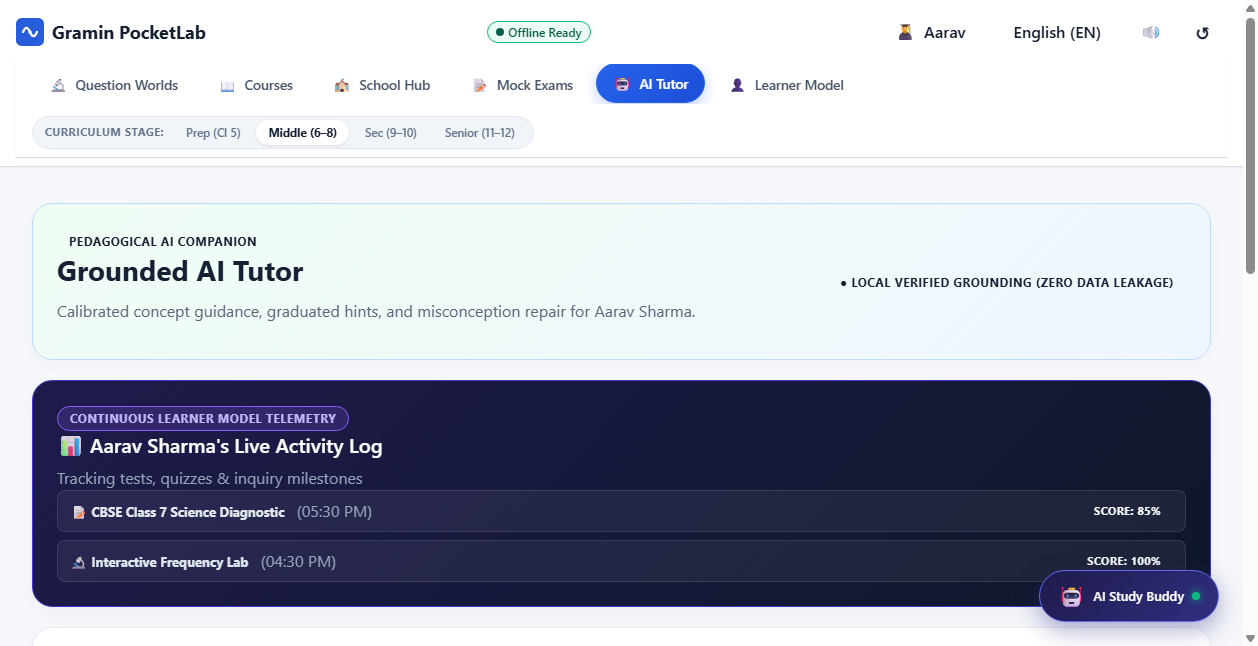 Gramin PocketLab
Offline Ready
Aarav
English (EN)
Question Worlds
Courses
School Hub
Mock Exams
AI Tutor
Learner Model
CURRICULUM STAGE:
Prep (Cl 5)
Middle (6–8)
Sec (9–10)
Senior (11–12)
PEDAGOGICAL AI COMPANION
Grounded AI Tutor
● LOCAL VERIFIED GROUNDING (ZERO DATA LEAKAGE)
Calibrated concept guidance, graduated hints, and misconception repair for Aarav Sharma.
CONTINUOUS LEARNER MODEL TELEMETRY
Aarav Sharma's Live Activity Log
Tracking tests, quizzes & inquiry milestones
CBSE Class 7 Science Diagnostic (05:30 PM)
SCORE: 85%
Interactive Frequency Lab (04:30 PM)
SCORE: 100%
AI Study Buddy